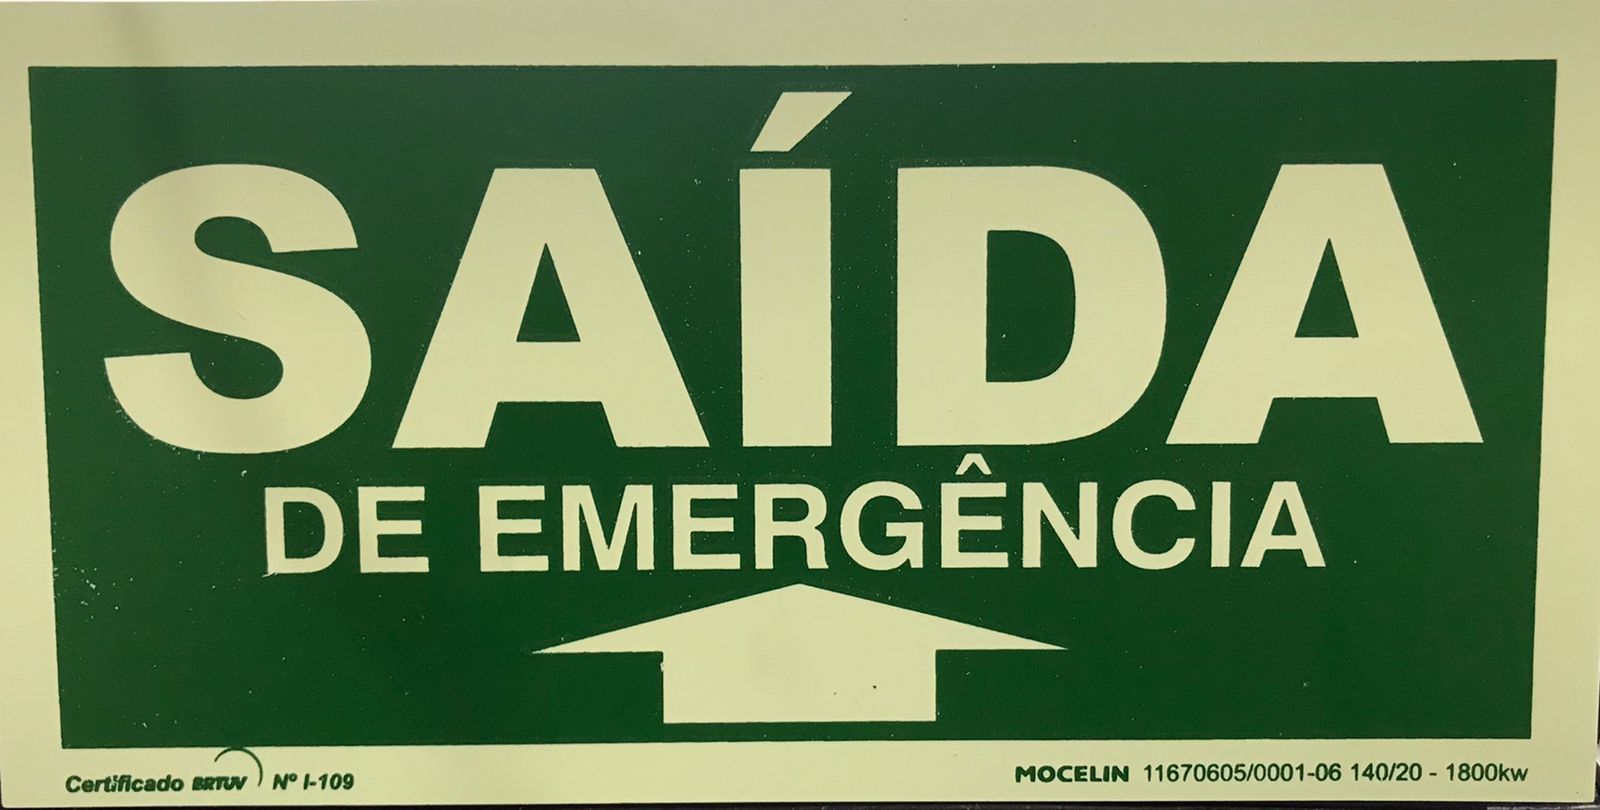 SAÍDA
DE EMERGÊNCIA
Certificado BRTUV Nº I-109
MOCELIN 11670605/0001-06 140/20 - 1800kw